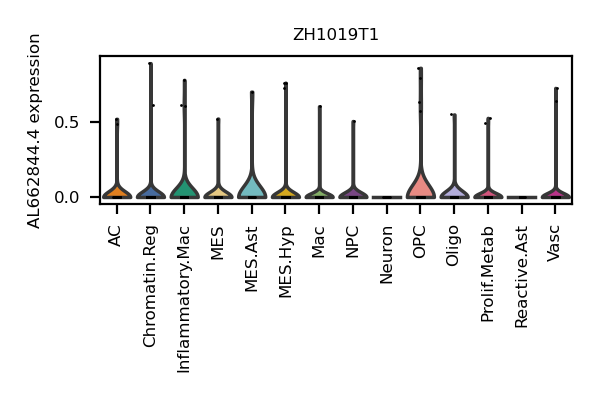 ZH1019T1
AL662844.4 expression
0.5
0.0
AC
Chromatin.Reg
Inflammatory.Mac
MES
MES.Ast
MES.Hyp
Mac
NPC
Neuron
OPC
Oligo
Prolif.Metab
Reactive.Ast
Vasc